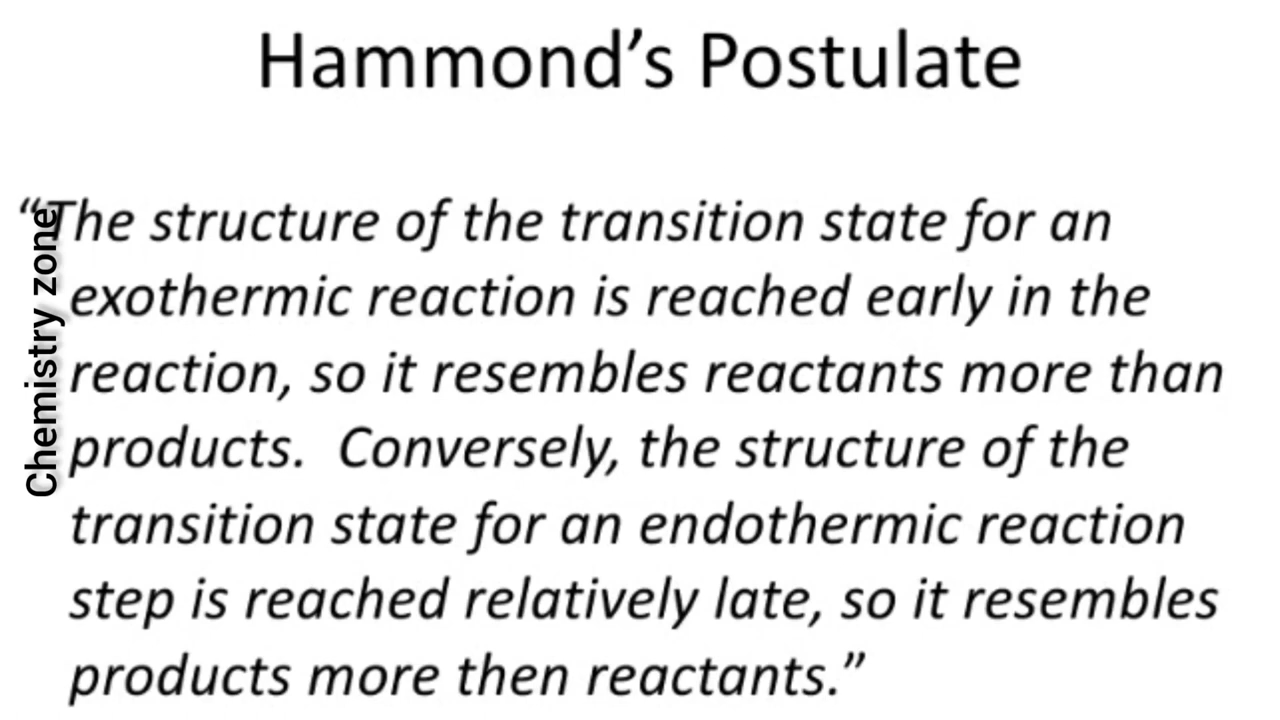 Hammond’s Postulate
“The structure of the transition state for an
exothermic reaction is reached early in the
reaction, so it resembles reactants more than
products. Conversely, the structure of the
transition state for an endothermic reaction
step is reached relatively late, so it resembles
products more then reactants.”
Chemistry zone